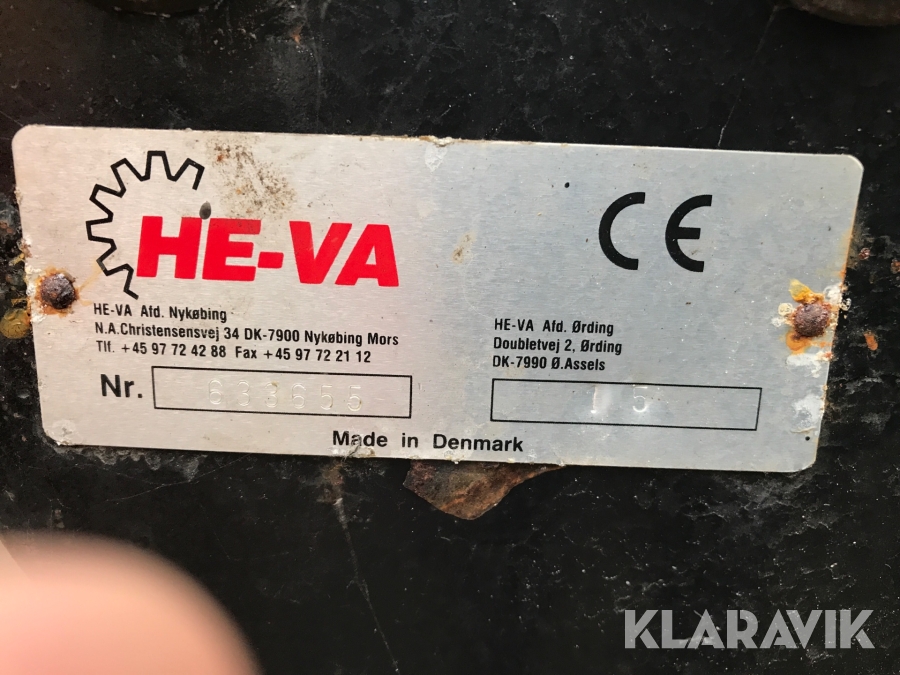 HE-VA
CE
HE-VA Afd. Nykøbing
N.A.Christensensvej 34 DK-7900 Nykøbing Mors
Tlf. +45 97 72 42 88 Fax +45 97 72 21 12
HE-VA Afd. Ørding
Doubletvej 2, Ørding
DK-7990 Ø.Assels
Nr. 633655
15
Made in Denmark
KLARAVIK